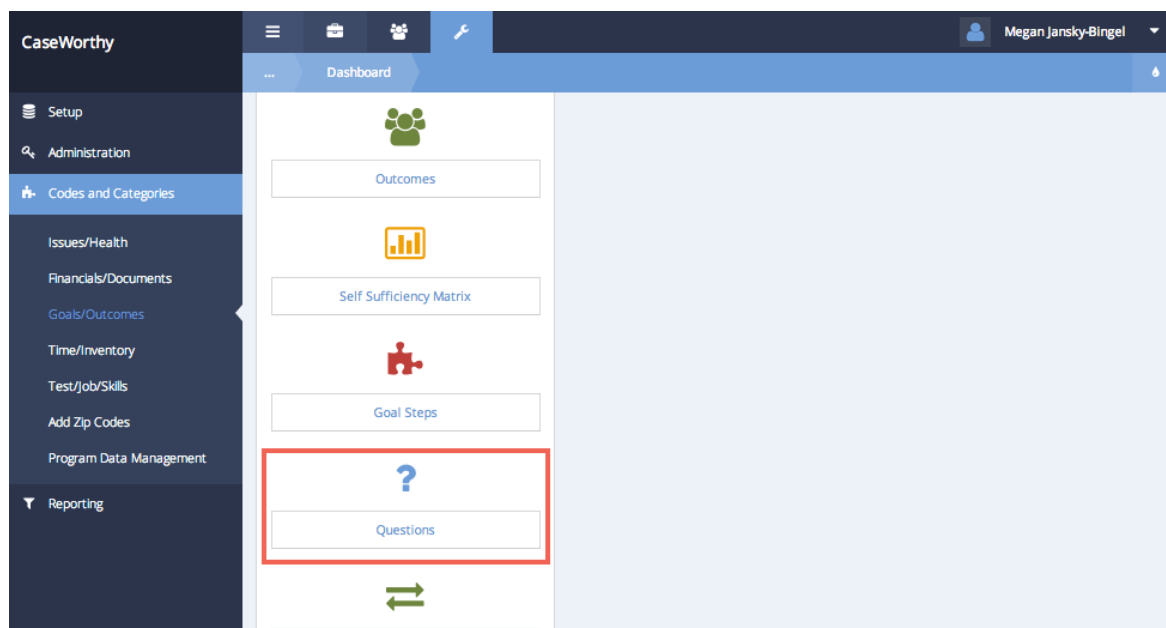 CaseWorthy
Megan Jansky-Bingel
... Dashboard
Setup
Administration
Codes and Categories
Issues/Health
Financials/Documents
Goals/Outcomes
Time/Inventory
Test/Job/Skills
Add Zip Codes
Program Data Management
Reporting
Outcomes
Self Sufficiency Matrix
Goal Steps
?
Questions